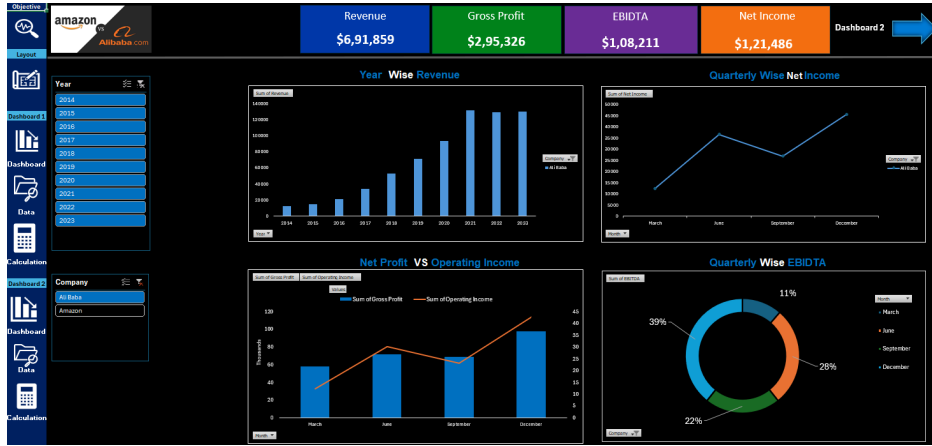 Objective
Layout
Dashboard 1
Dashboard
Data
Calculation
Dashboard 2
Dashboard
Data
Calculation
amazon
vs
Alibaba.com
Revenue
$6,91,859
Gross Profit
$2,95,326
EBIDTA
$1,08,211
Net Income
$1,21,486
Dashboard 2
Year
2014
2015
2016
2017
2018
2019
2020
2021
2022
2023
Company
Ali Baba
Amazon
Year Wise Revenue
Sum of Revenue
140000
120000
100000
80000
60000
40000
20000
0
2014 2015 2016 2017 2018 2019 2020 2021 2022 2023
Company
Ali Baba
Year
Quarterly Wise Net Income
Sum of Net Income
50000
45000
40000
35000
30000
25000
20000
15000
10000
5000
0
March June September December
Company
Ali Baba
Month
Net Profit VS Operating Income
Sum of Gross Profit Sum of Operating Income
Values
Sum of Gross Profit Sum of Operating Income
Thousands
120
100
80
60
40
20
0
45
40
35
30
25
20
15
10
5
0
March June September December
Month
Quarterly Wise EBIDTA
Sum of EBITDA
11%
28%
22%
39%
Month
March
June
September
December
Company